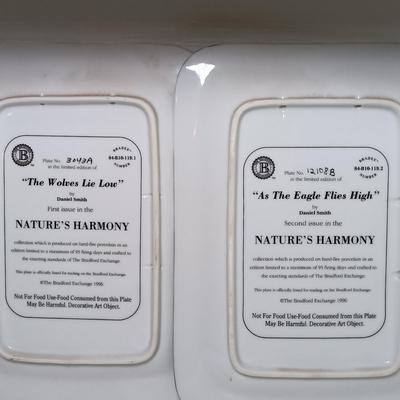 B
BRADEX
NUMBER
84-B10-118.1
Plate No. 3043A
in the limited edition of
"The Wolves Lie Low"
by
Daniel Smith
First issue in the
NATURE'S HARMONY
collection which is produced on hard-fire porcelain in an
edition limited to a maximum of 95 firing days and crafted to
the exacting standards of The Bradford Exchange.
This plate is officially listed for trading on the Bradford Exchange.
©The Bradford Exchange 1996
Not For Food Use-Food Consumed from this Plate
May Be Harmful. Decorative Art Object.
B
BRADEX
NUMBER
84-B10-118.2
Plate No. 12108B
in the limited edition of
"As The Eagle Flies High"
by
Daniel Smith
Second issue in the
NATURE'S HARMONY
collection which is produced on hard-fire porcelain in an
edition limited to a maximum of 95 firing days and crafted to
the exacting standards of The Bradford Exchange.
This plate is officially listed for trading on the Bradford Exchange.
©The Bradford Exchange 1996
Not For Food Use-Food Consumed from this Plate
May Be Harmful. Decorative Art Object.